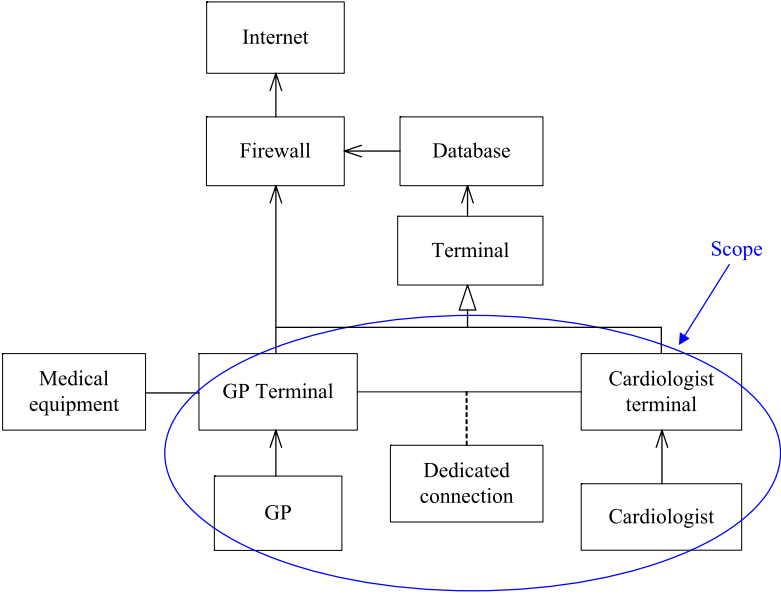 Internet
Firewall
Database
Terminal
Scope
Medical
equipment
GP Terminal
Cardiologist
terminal
Dedicated
connection
GP
Cardiologist